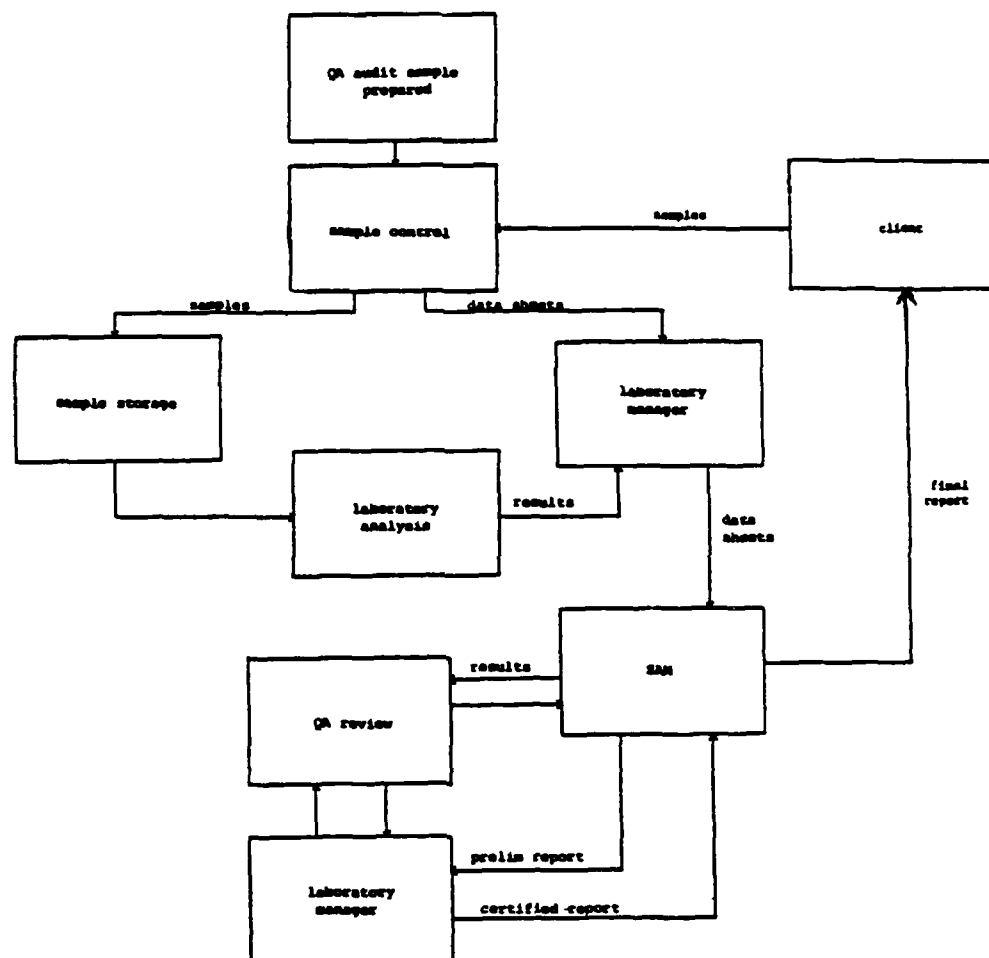 QA audit sample
prepared
sample control
samples
client
samples
data sheets
sample storage
laboratory
manager
laboratory
analysis
results
final
report
data
sheets
SAM
results
QA review
prelim report
laboratory
manager
certified report